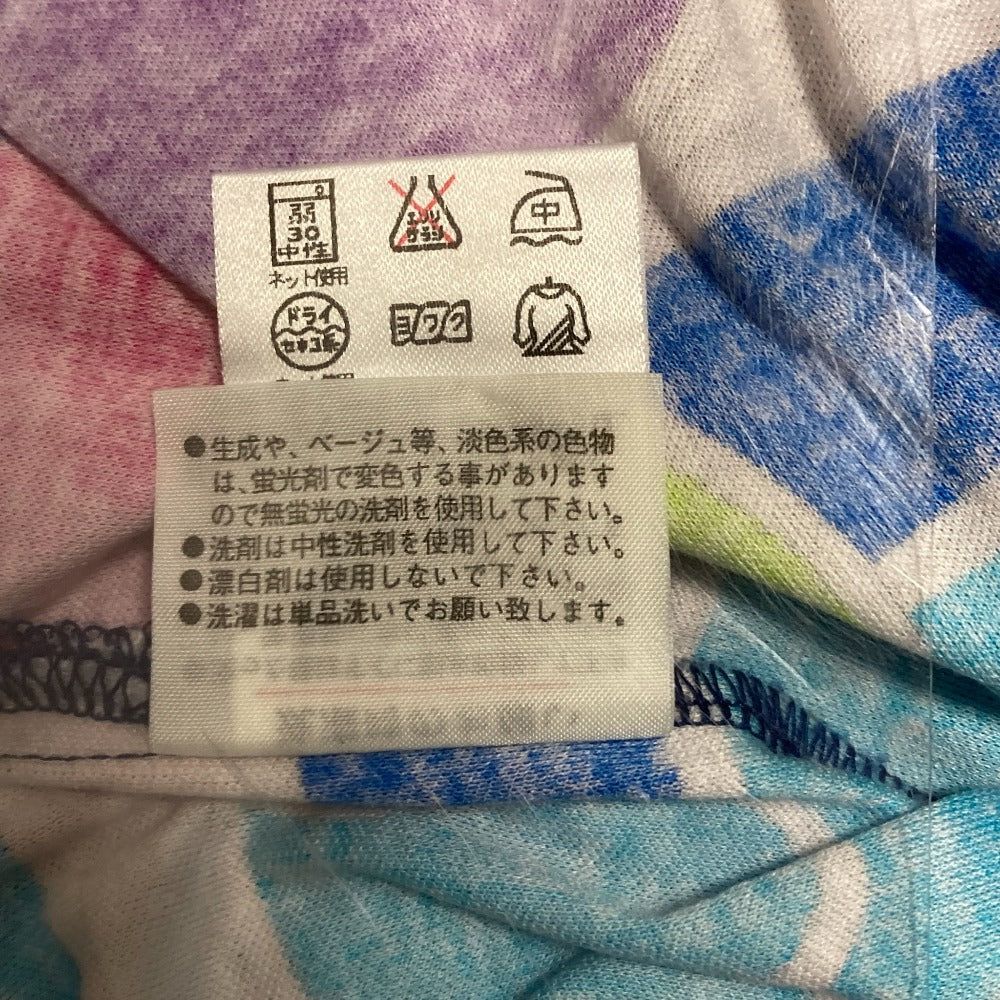 弱
30
中性
ネット使用
エンソ
サラシ
中
ドライ
セキユ系
ヨワク
●生成や、ベージュ等、淡色系の色物
は、蛍光剤で変色する事があります
ので無蛍光の洗剤を使用して下さい。
●洗剤は中性洗剤を使用して下さい。
●漂白剤は使用しないで下さい。
●洗濯は単品洗いでお願い致します。